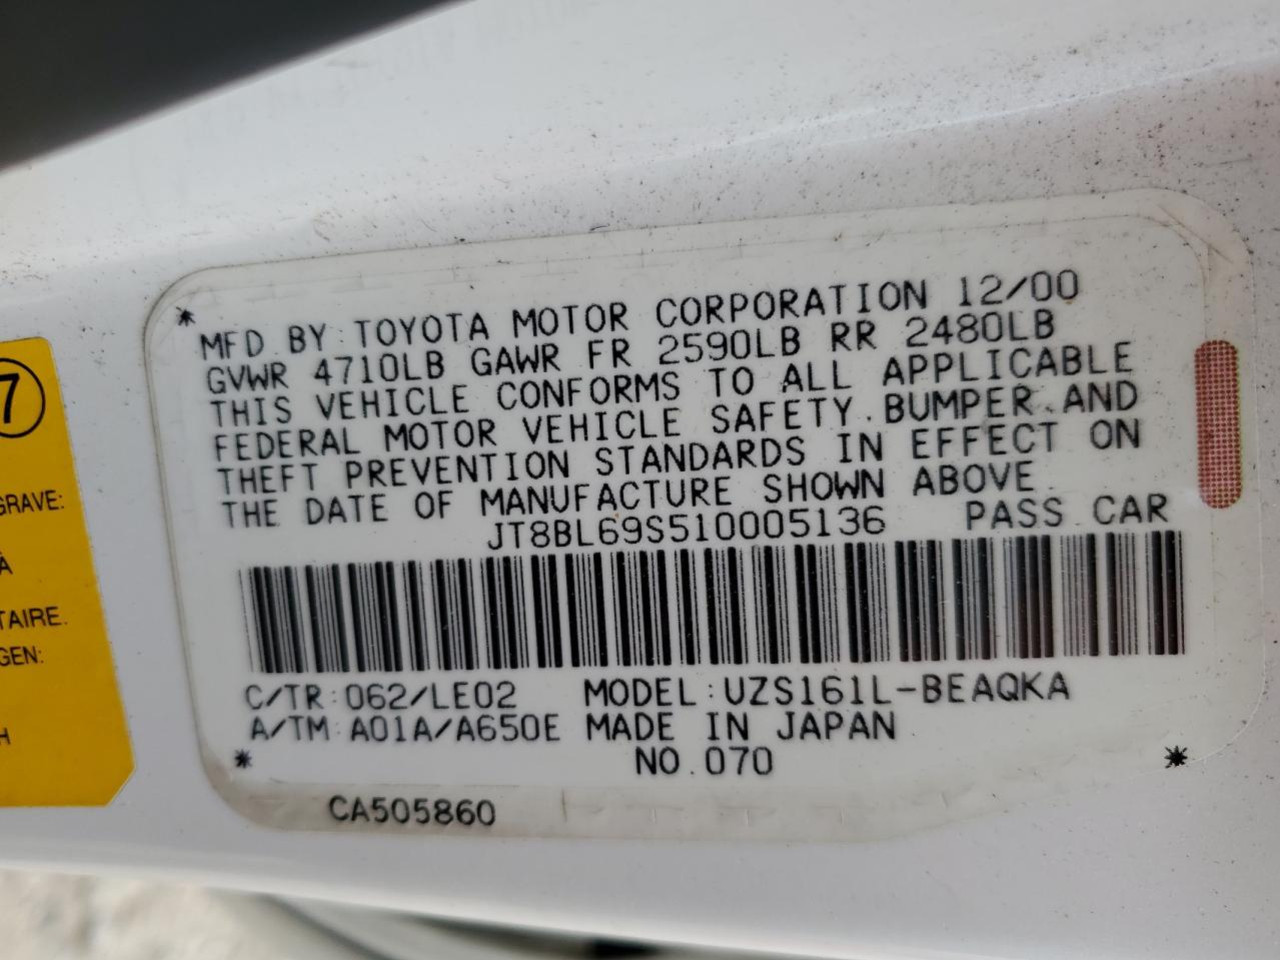 *
MFD. BY: TOYOTA MOTOR CORPORATION 12/00
GVWR 4710LB GAWR FR 2590LB RR 2480LB
THIS VEHICLE CONFORMS TO ALL APPLICABLE
FEDERAL MOTOR VEHICLE SAFETY. BUMPER. AND
THEFT PREVENTION STANDARDS IN EFFECT ON
THE DATE OF MANUFACTURE SHOWN ABOVE.
JT8BL69S510005136 PASS. CAR
C/TR: 062/LE02 MODEL: UZS161L-BEAQKA
A/TM: A01A/A650E MADE IN JAPAN
* NO. 070 *
CA505860
7
GRAVE:
À
TAIRE.
GEN:
H